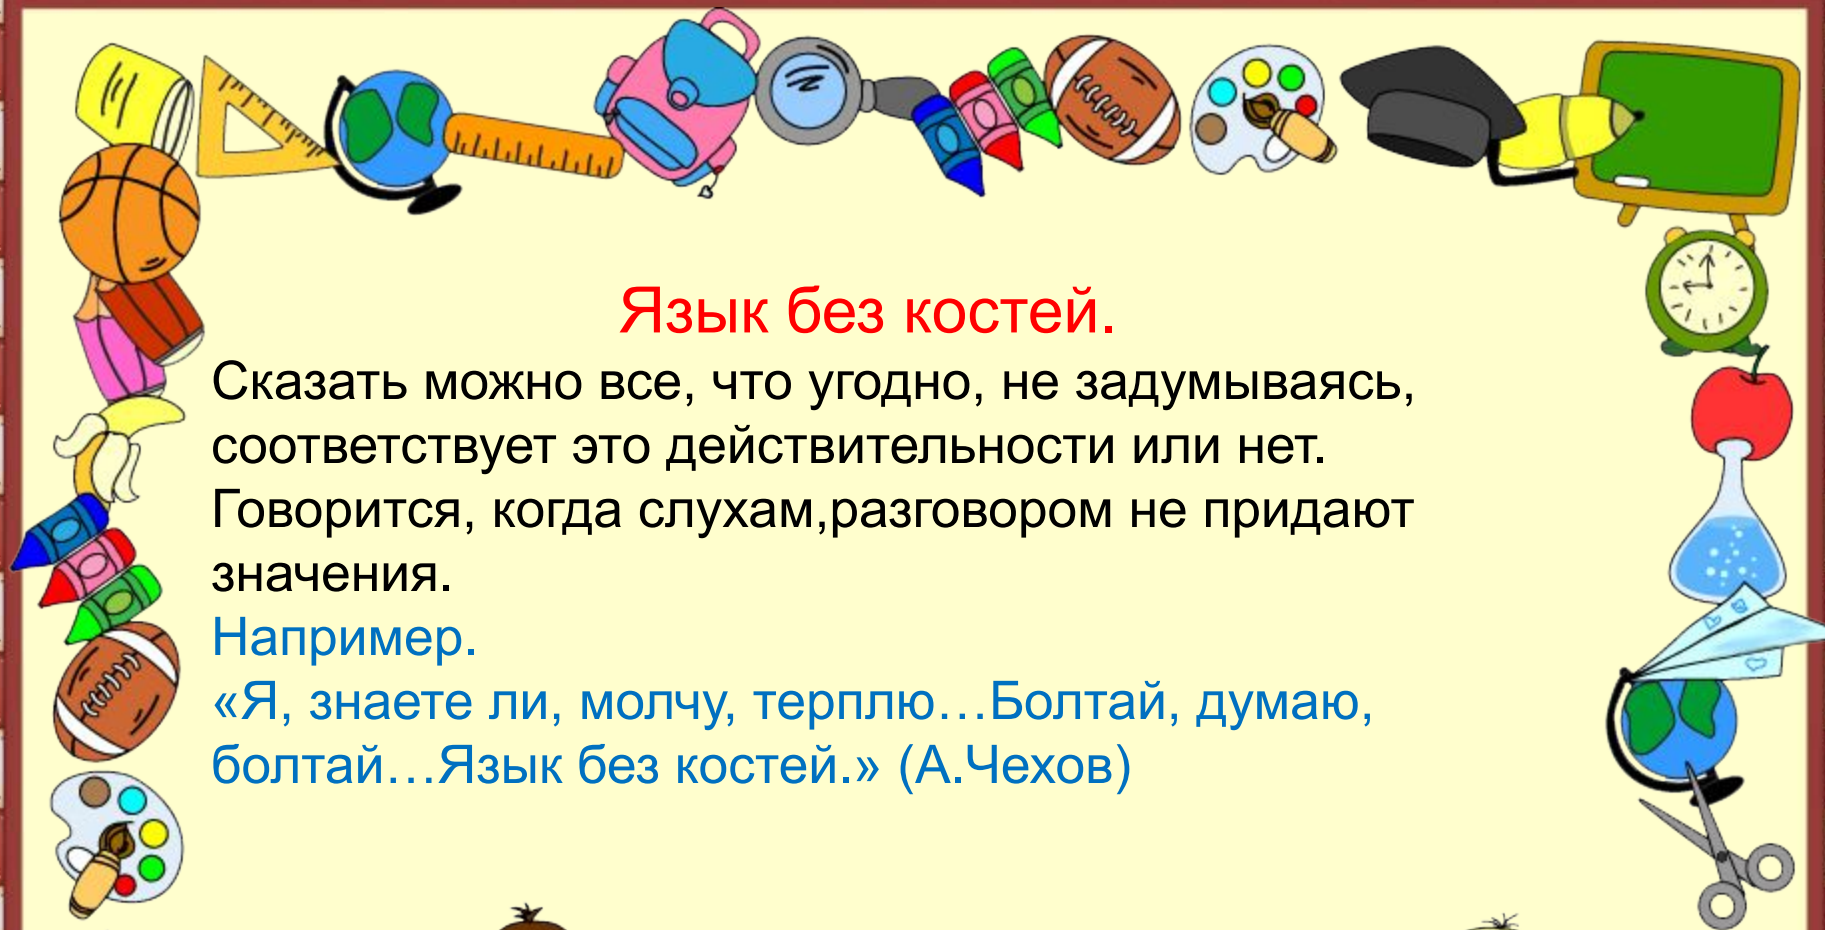 Язык без костей.
Сказать можно все, что угодно, не задумываясь,
соответствует это действительности или нет.
Говорится, когда слухам,разговором не придают
значения.
Например.
«Я, знаете ли, молчу, терплю…Болтай, думаю,
болтай…Язык без костей.» (А.Чехов)